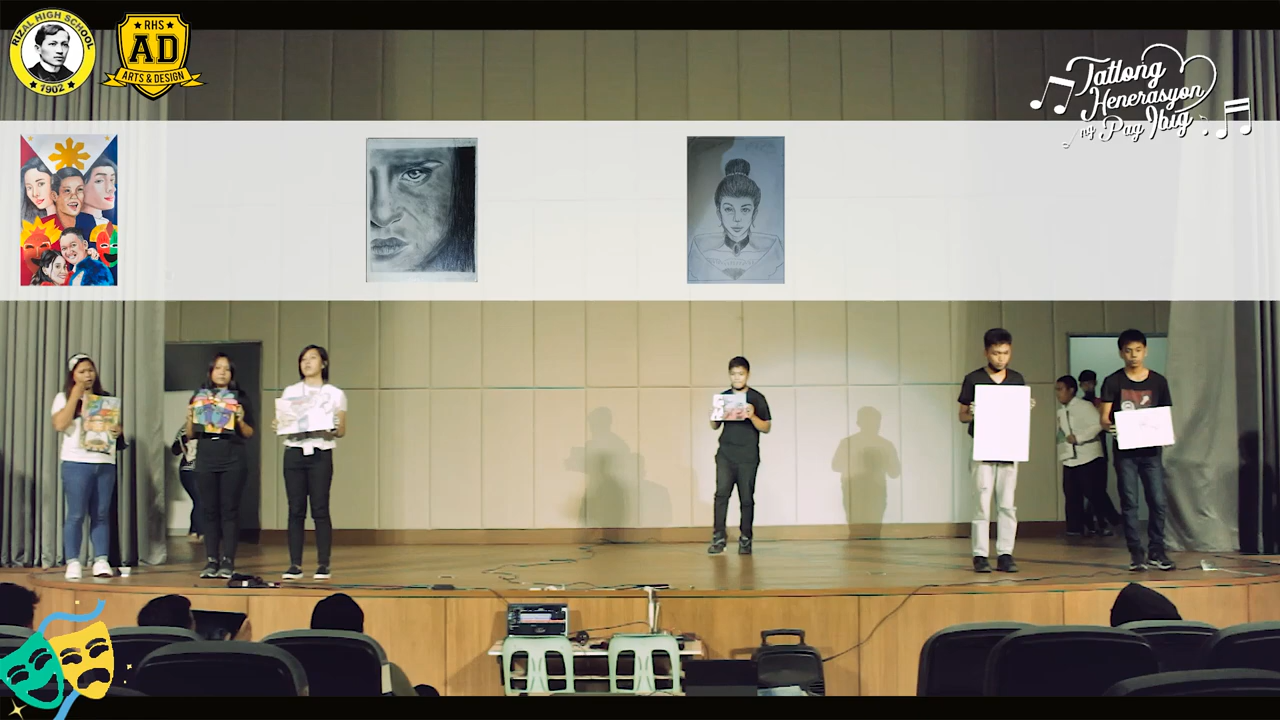 RIZAL HIGH SCHOOL
1902
RHS
AD
ARTS & DESIGN
Tatlong
Henerasyon
ng Pag Ibig